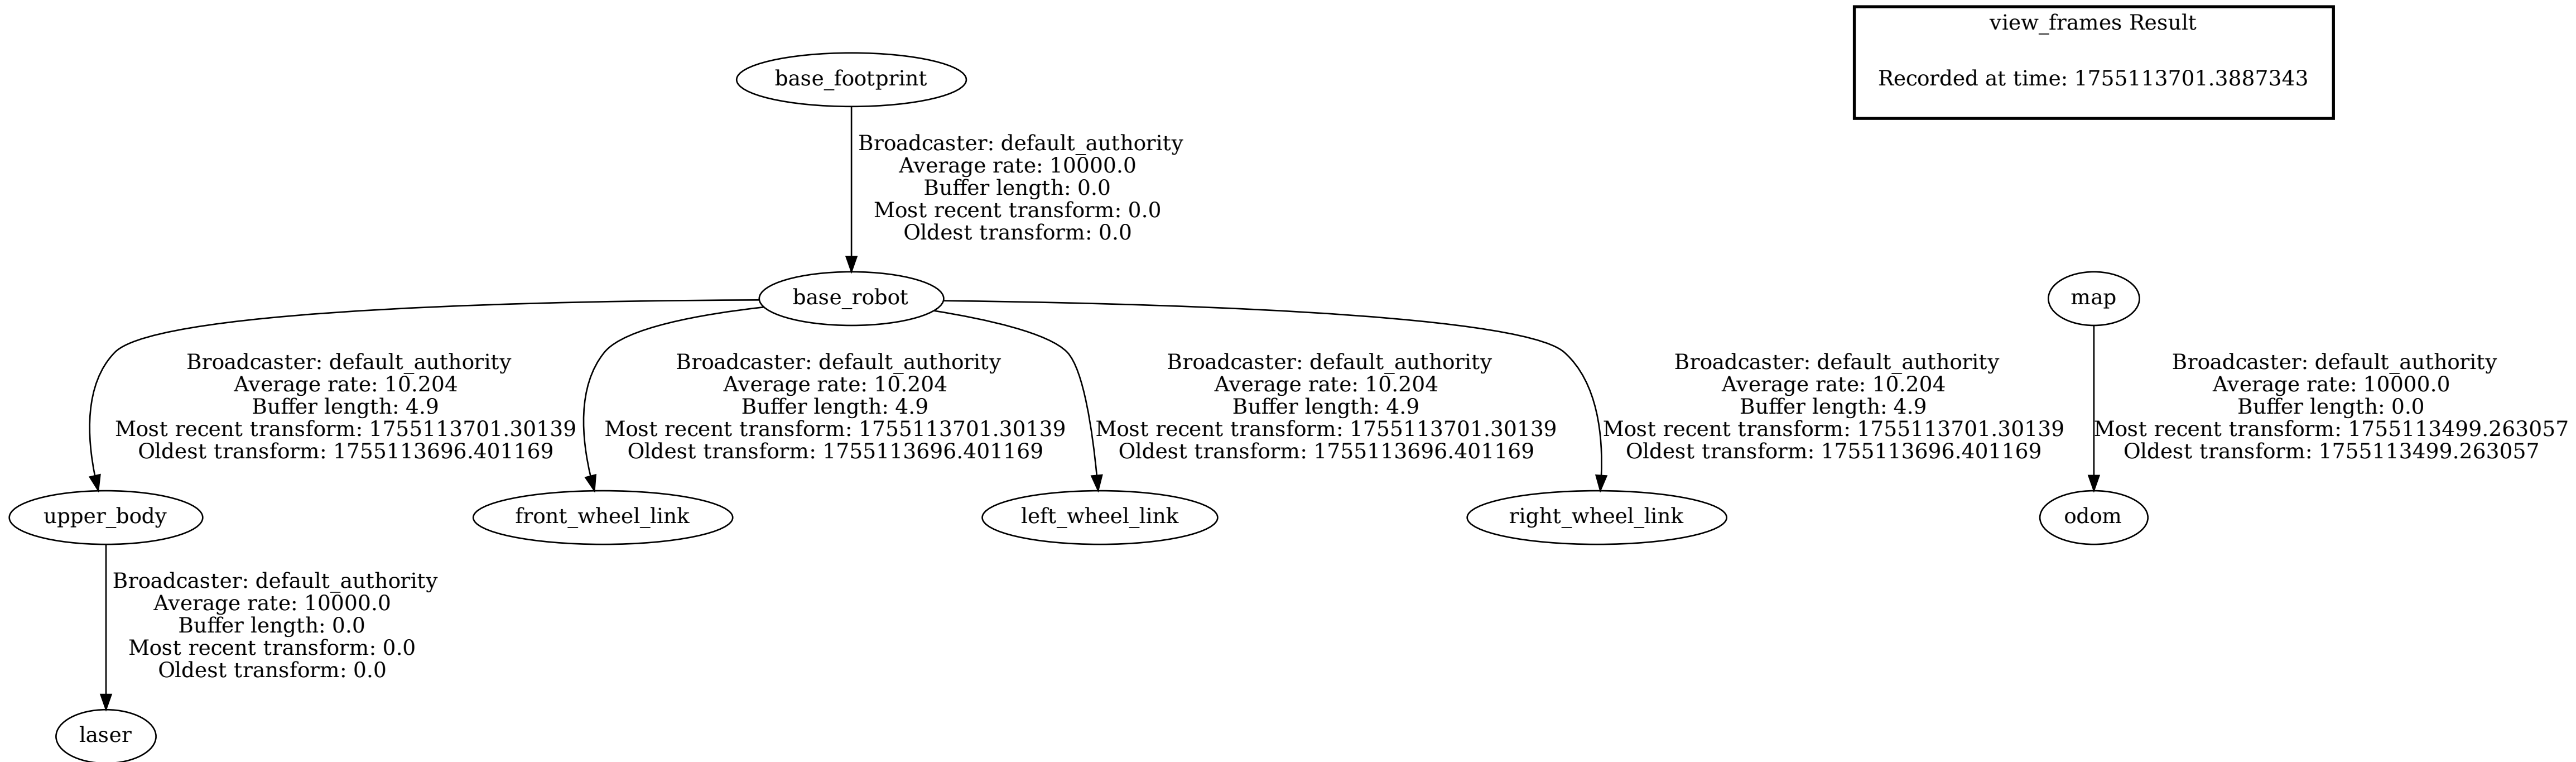 view_frames Result
Recorded at time: 1755113701.3887343
base_footprint
Broadcaster: default_authority
Average rate: 10000.0
Buffer length: 0.0
Most recent transform: 0.0
Oldest transform: 0.0
base_robot
map
Broadcaster: default_authority
Average rate: 10.204
Buffer length: 4.9
Most recent transform: 1755113701.30139
Oldest transform: 1755113696.401169
Broadcaster: default_authority
Average rate: 10.204
Buffer length: 4.9
Most recent transform: 1755113701.30139
Oldest transform: 1755113696.401169
Broadcaster: default_authority
Average rate: 10.204
Buffer length: 4.9
Most recent transform: 1755113701.30139
Oldest transform: 1755113696.401169
Broadcaster: default_authority
Average rate: 10.204
Buffer length: 4.9
Most recent transform: 1755113701.30139
Oldest transform: 1755113696.401169
Broadcaster: default_authority
Average rate: 10000.0
Buffer length: 0.0
Most recent transform: 1755113499.263057
Oldest transform: 1755113499.263057
upper_body
front_wheel_link
left_wheel_link
right_wheel_link
odom
Broadcaster: default_authority
Average rate: 10000.0
Buffer length: 0.0
Most recent transform: 0.0
Oldest transform: 0.0
laser